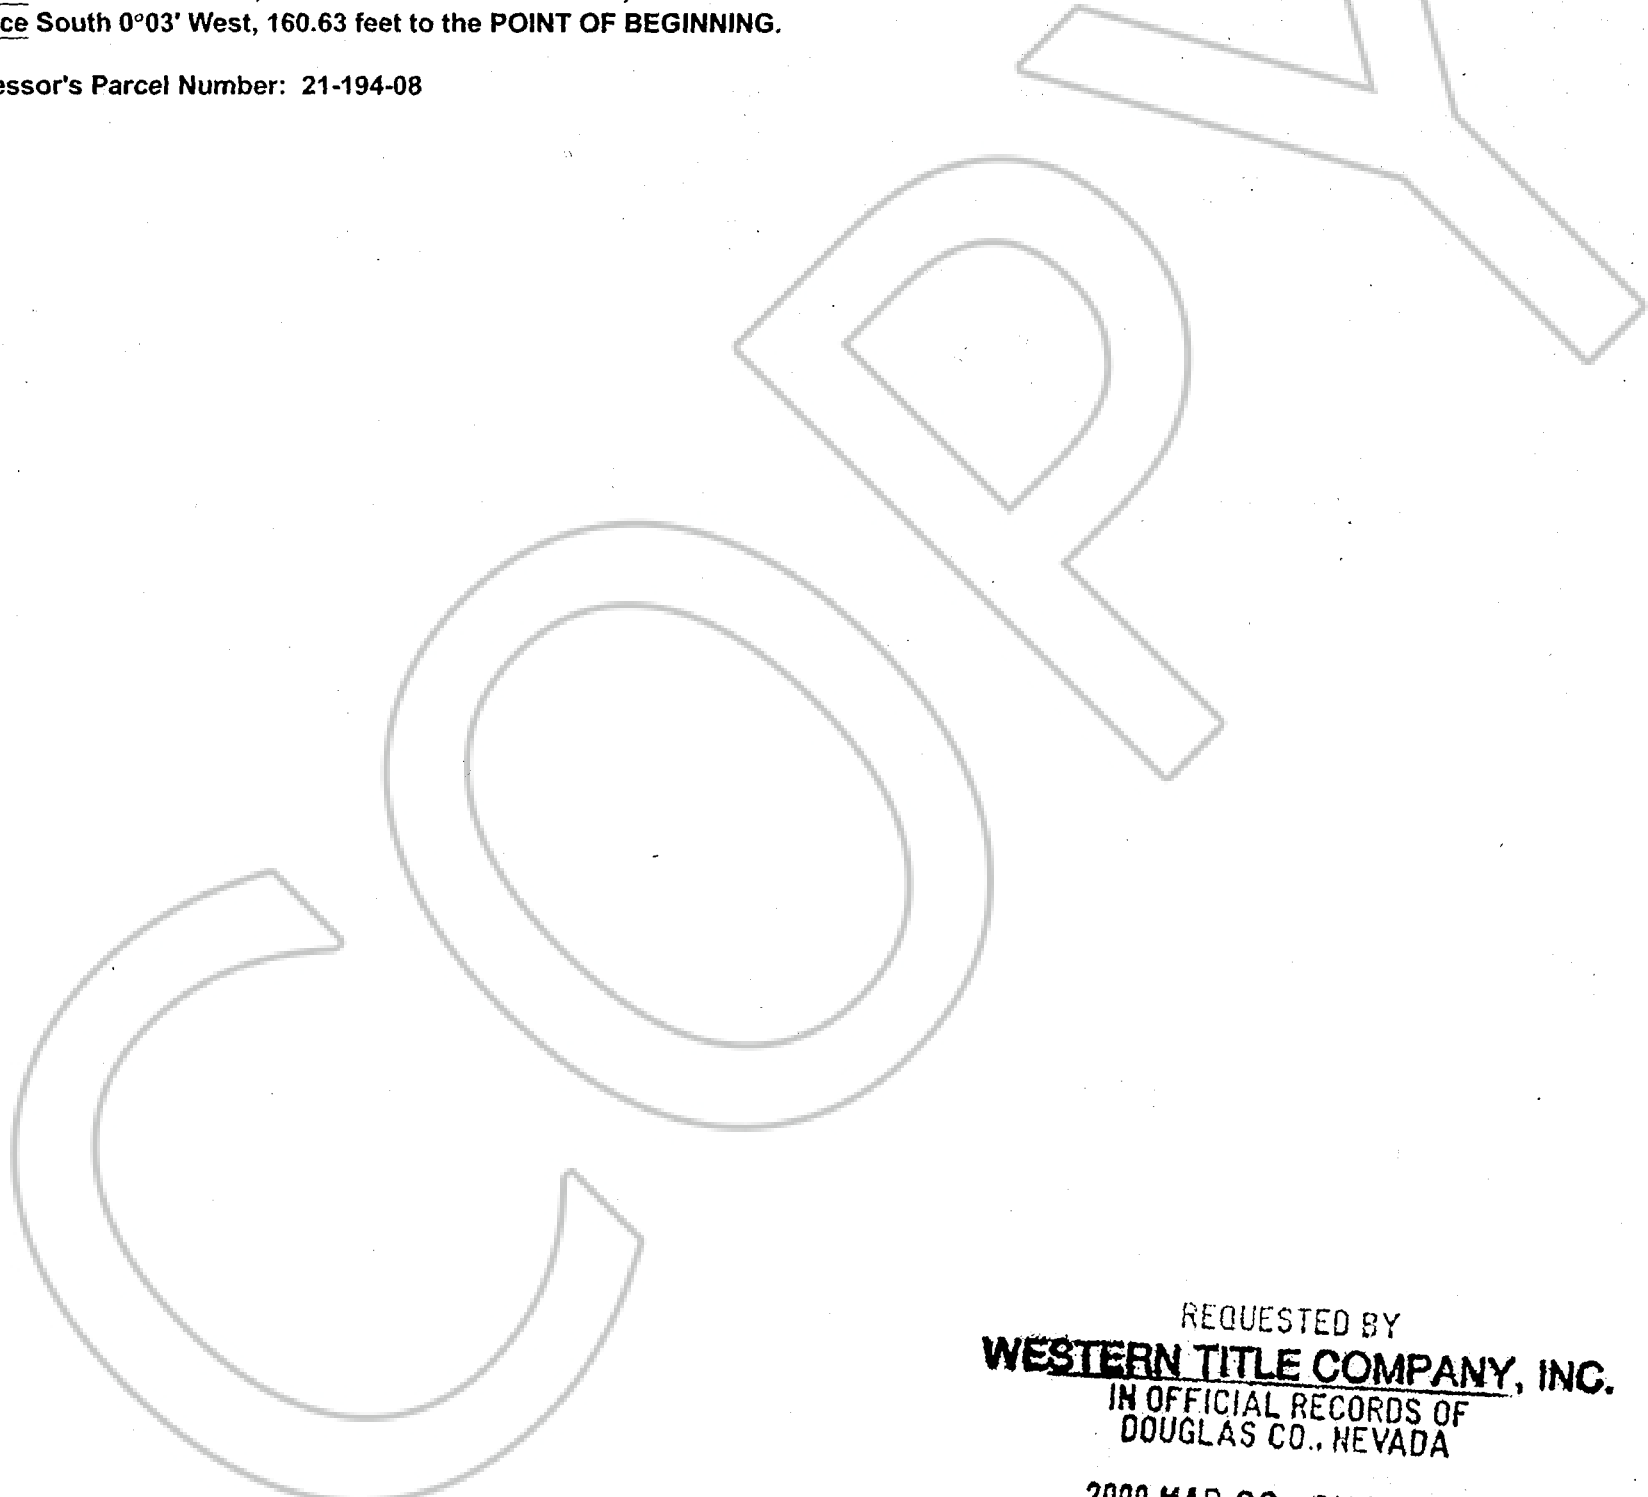 ce South 0°03' West, 160.63 feet to the POINT OF BEGINNING.
essor's Parcel Number: 21-194-08
COPY
REQUESTED BY
WESTERN TITLE COMPANY, INC.
IN OFFICIAL RECORDS OF
DOUGLAS CO., NEVADA